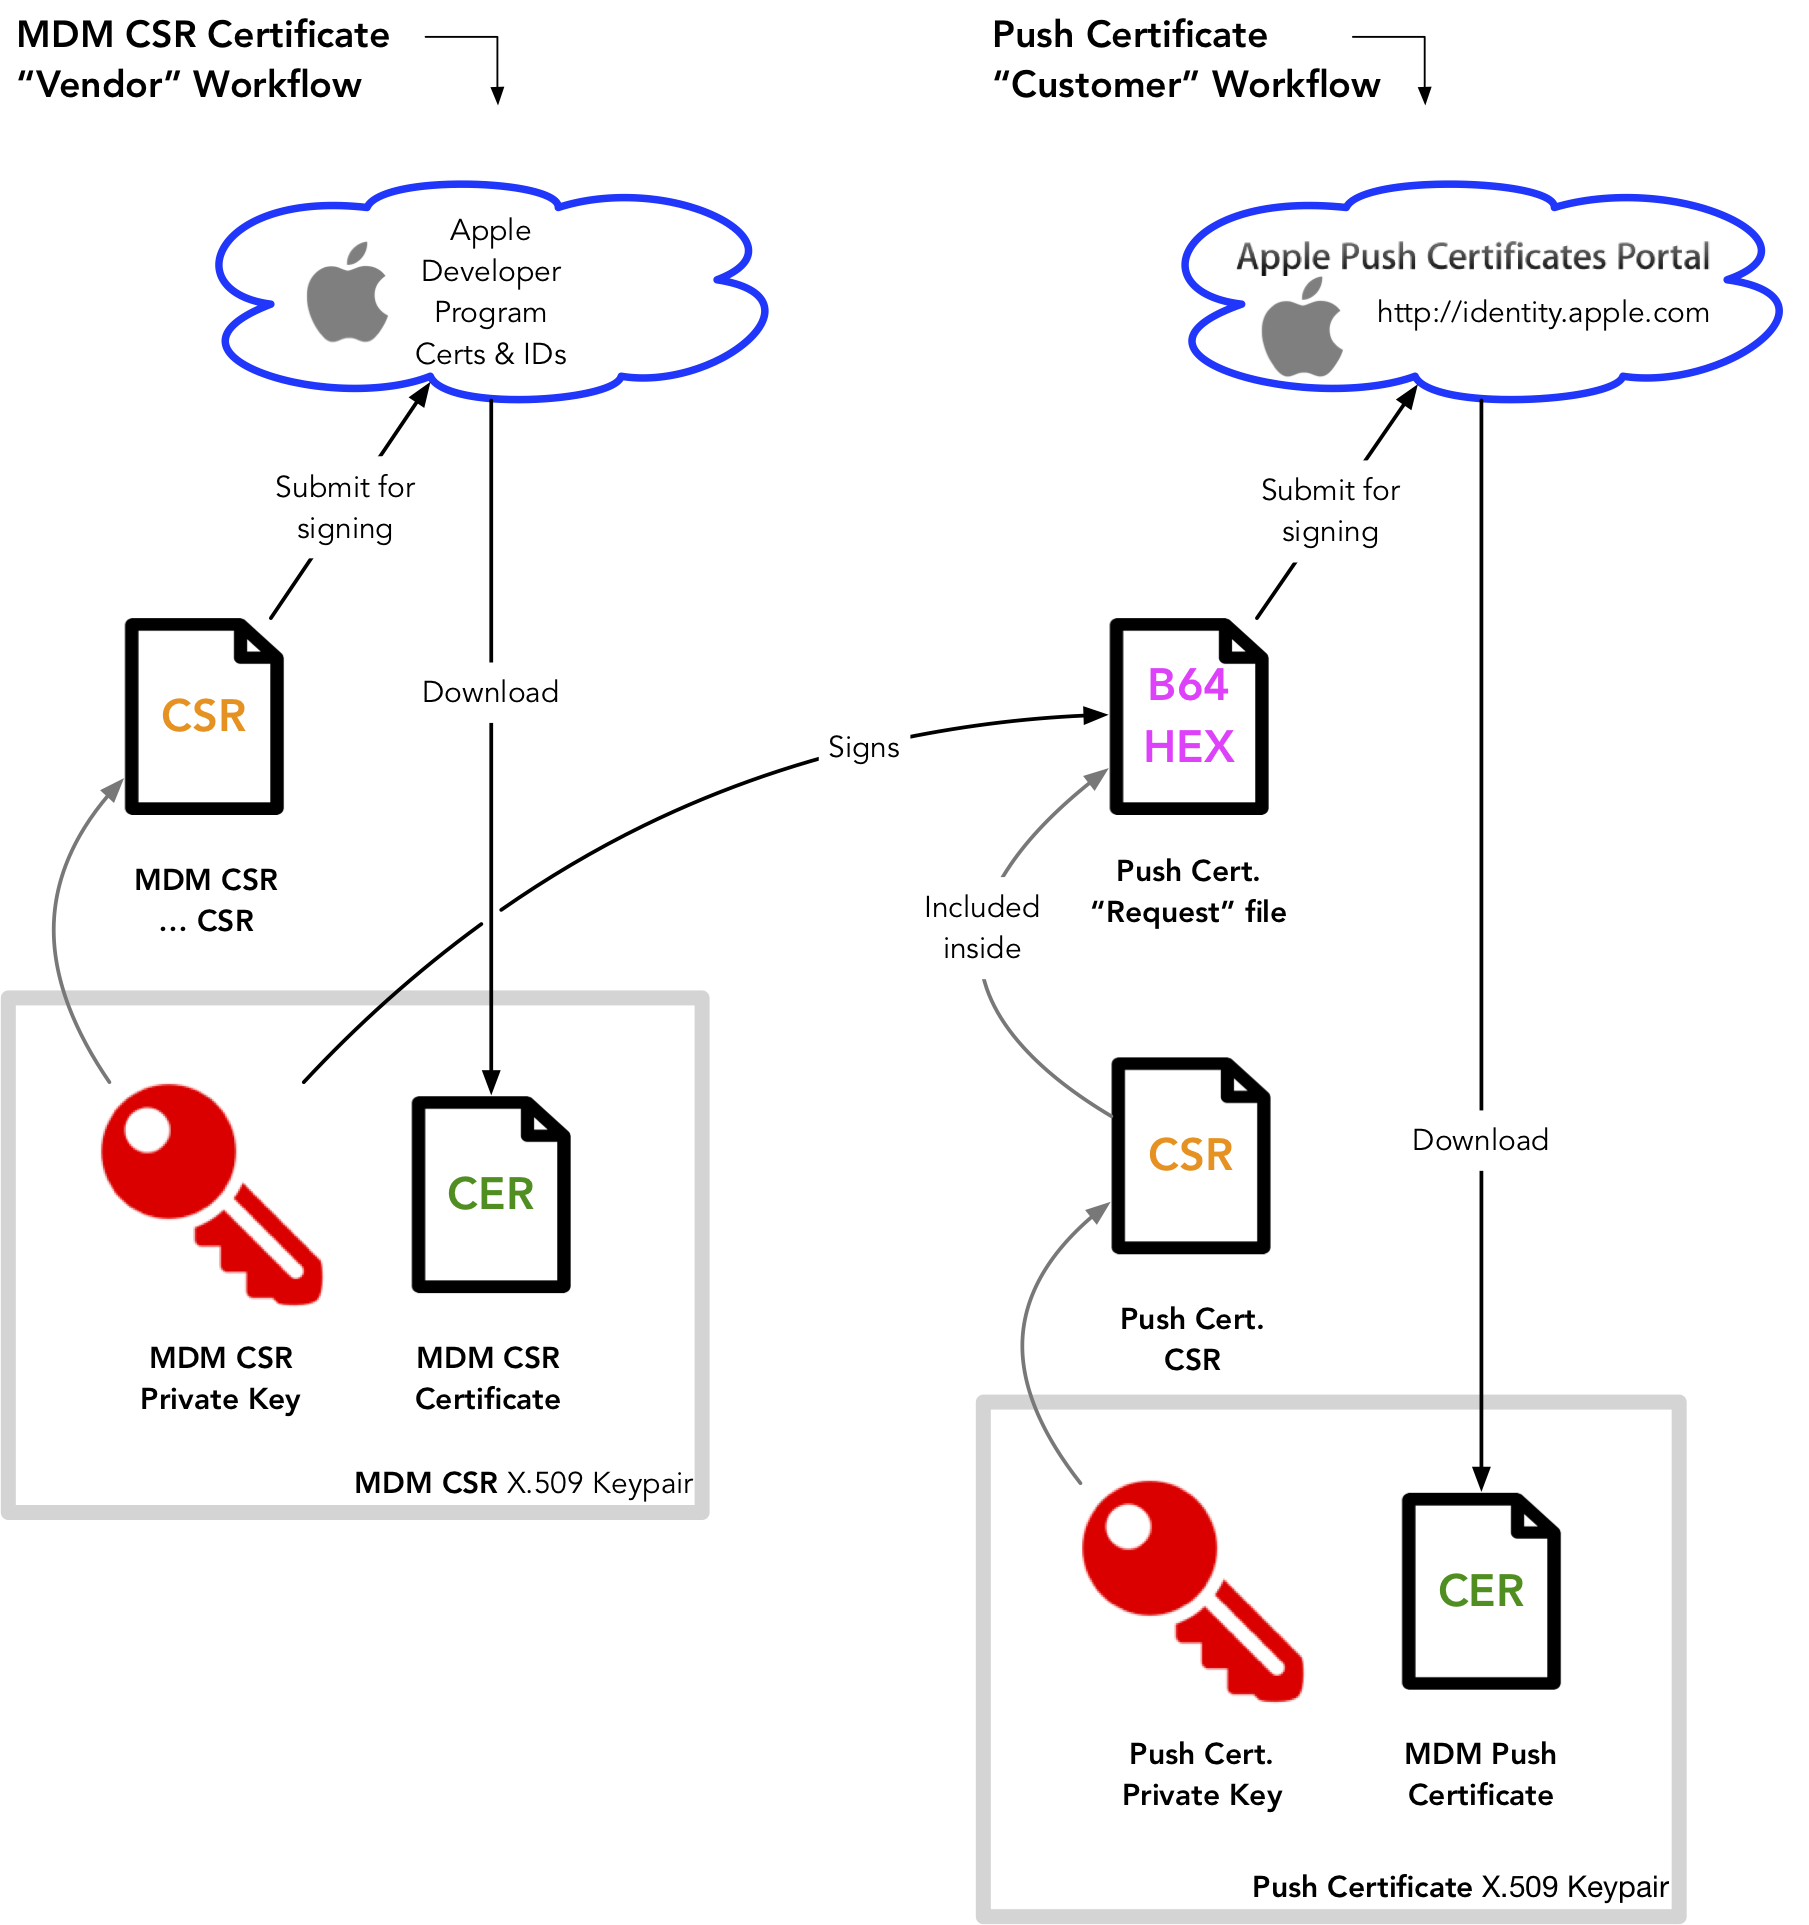 MDM CSR Certificate
“Vendor” Workflow
Apple
Developer
Program
Certs & IDs
Submit for
signing
Download
CSR
MDM CSR
... CSR
Signs
CER
MDM CSR
Private Key
MDM CSR
Certificate
MDM CSR X.509 Keypair
Push Certificate
“Customer” Workflow
Apple Push Certificates Portal
http://identity.apple.com
Submit for
signing
B64
HEX
Push Cert.
“Request” file
Included
inside
CSR
Download
Push Cert.
CSR
CER
Push Cert.
Private Key
MDM Push
Certificate
Push Certificate X.509 Keypair